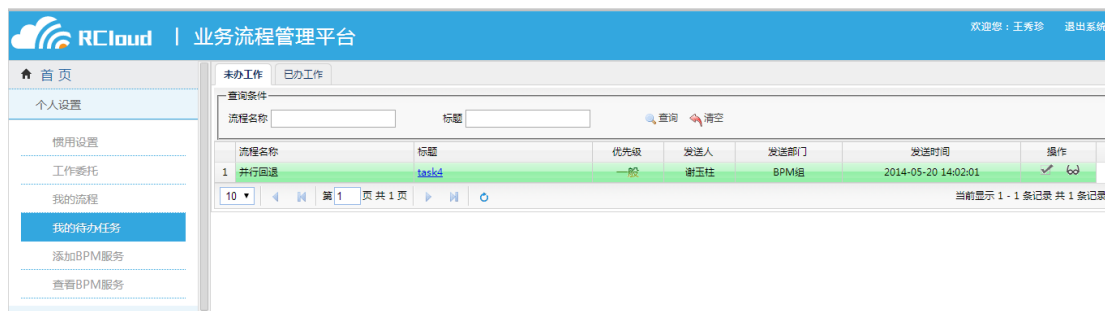 RCloud | 业务流程管理平台
欢迎您：王秀珍 退出系统
首页
个人设置
惯用设置
工作委托
我的流程
我的待办任务
添加BPM服务
查看BPM服务
未办工作 已办工作
查询条件
流程名称 标题 查询 清空
流程名称 标题 优先级 发送人 发送部门 发送时间 操作
1 并行回退 task4 一般 谢玉柱 BPM组 2014-05-20 14:02:01
10 第 1 页 共 1 页 当前显示 1 - 1 条记录 共 1 条记录